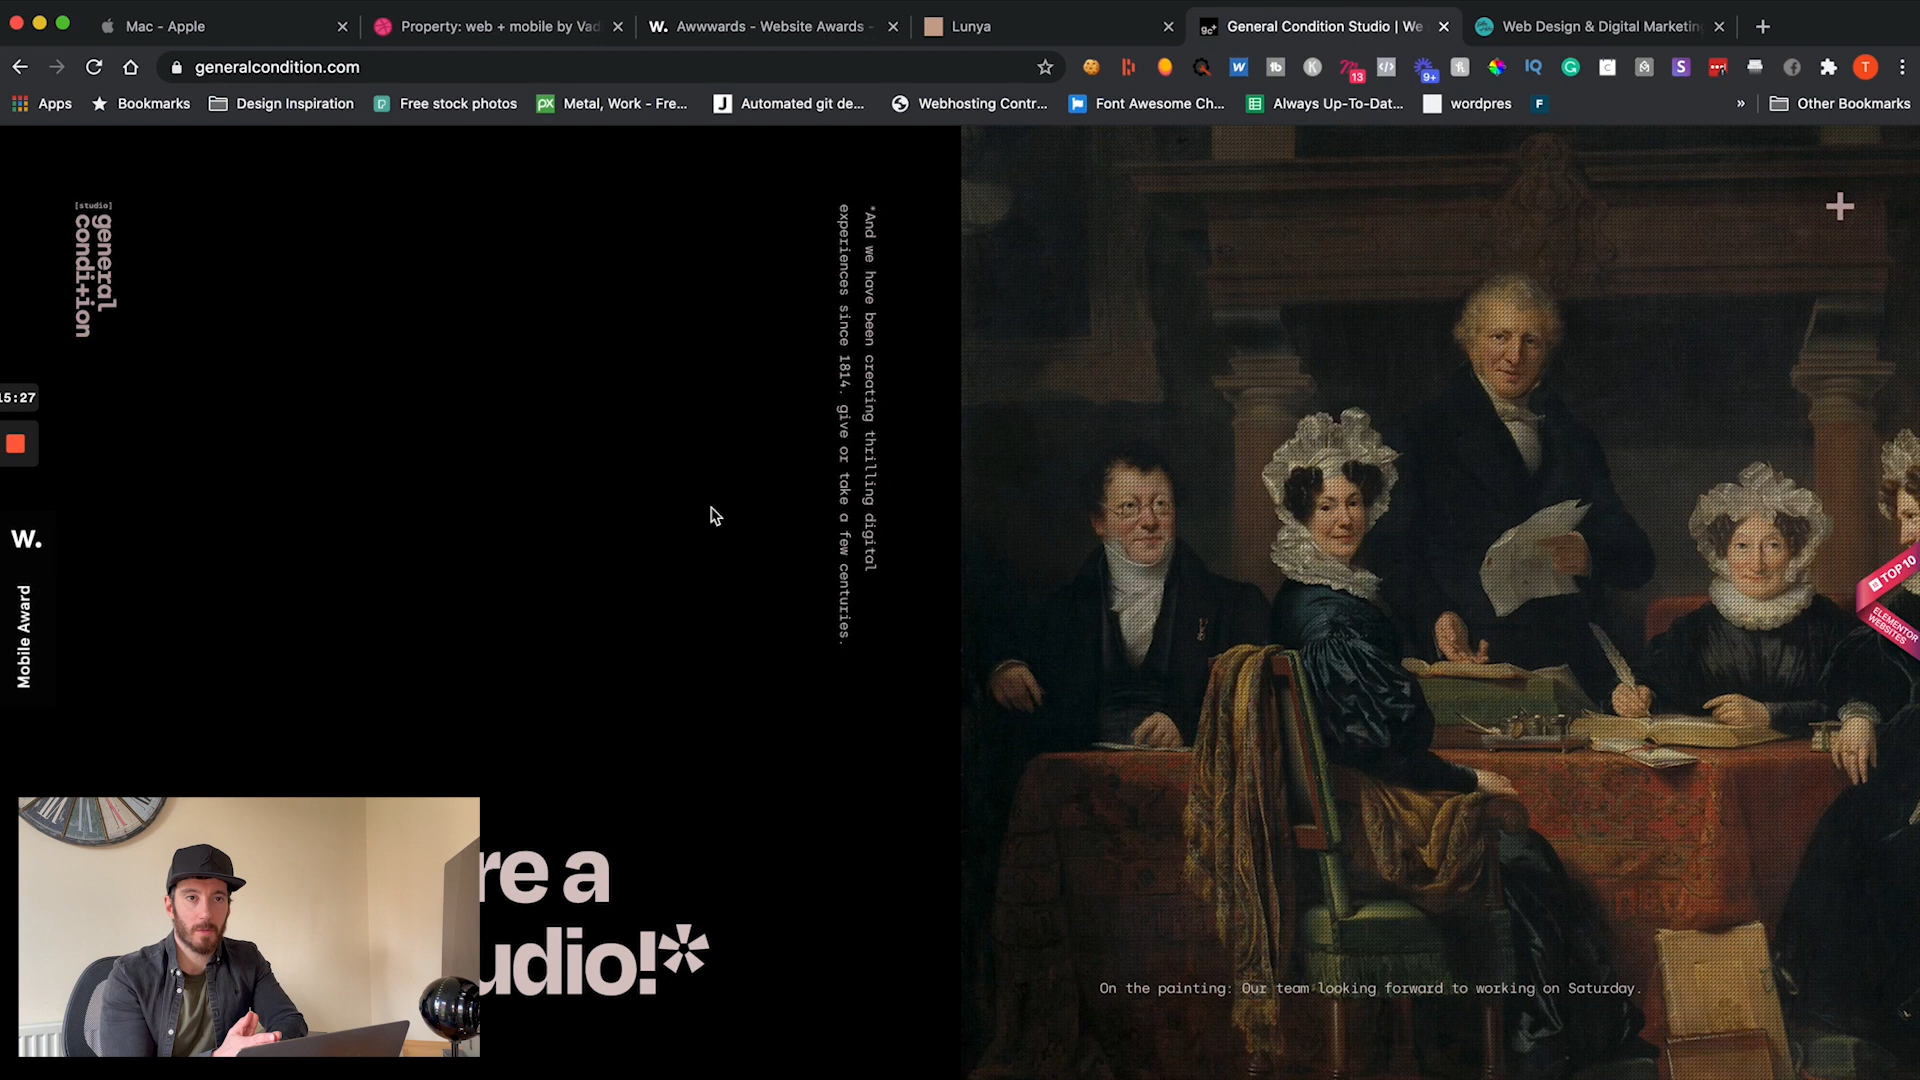 Mac - Apple
Property: web + mobile by Vad
Awwwards - Website Awards -
Lunya
General Condition Studio | We
Web Design & Digital Marketin
generalcondition.com
13
9+
IQ
T
Apps
Bookmarks
Design Inspiration
Free stock photos
Metal, Work - Fre...
Automated git de...
Webhosting Contr...
Font Awesome Ch...
Always Up-To-Dat...
wordpres
F
»
Other Bookmarks
[studio]
general
condi+ion
*And we have been creating thrilling digital
experiences since 1814. give or take a few centuries.
15:27
W.
Mobile Award
TOP 10
ELEMENTOR
WEBSITES
re a
udio!*
On the painting: Our team looking forward to working on Saturday.